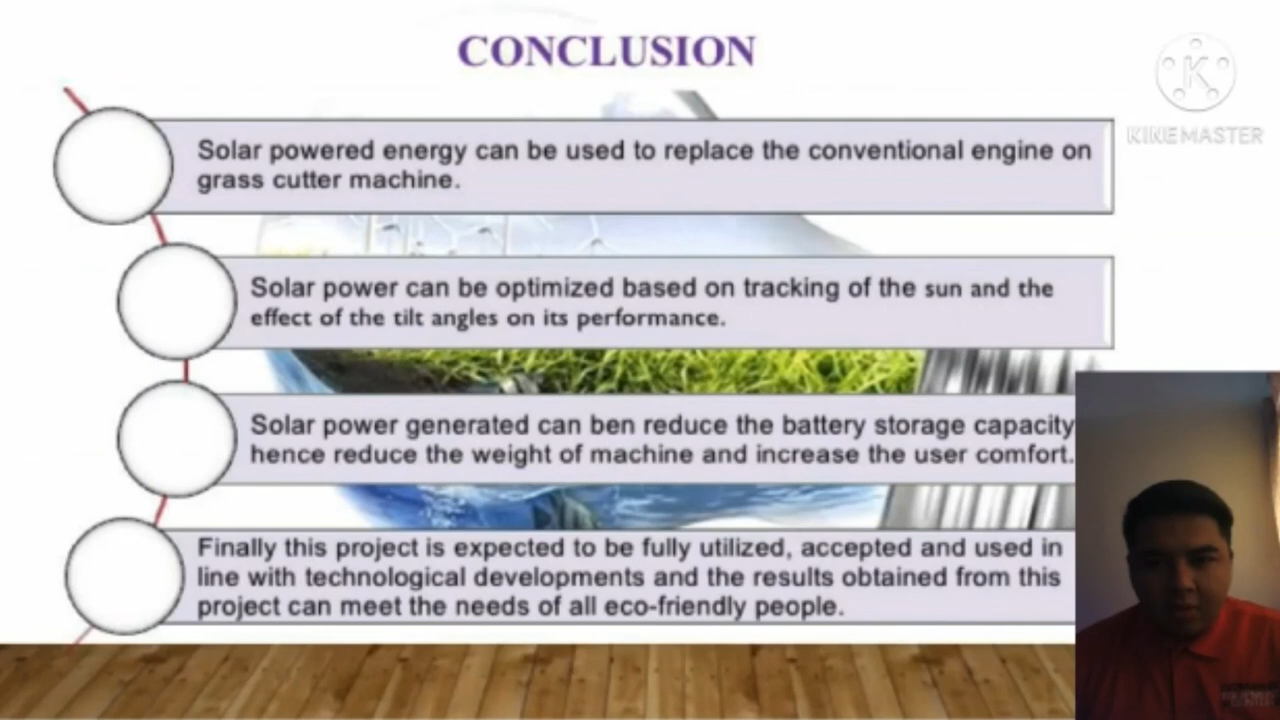 CONCLUSION
KINEMASTER
Solar powered energy can be used to replace the conventional engine on
grass cutter machine.
Solar power can be optimized based on tracking of the sun and the
effect of the tilt angles on its performance.
Solar power generated can ben reduce the battery storage capacity
hence reduce the weight of machine and increase the user comfort.
Finally this project is expected to be fully utilized, accepted and used in
line with technological developments and the results obtained from this
project can meet the needs of all eco-friendly people.